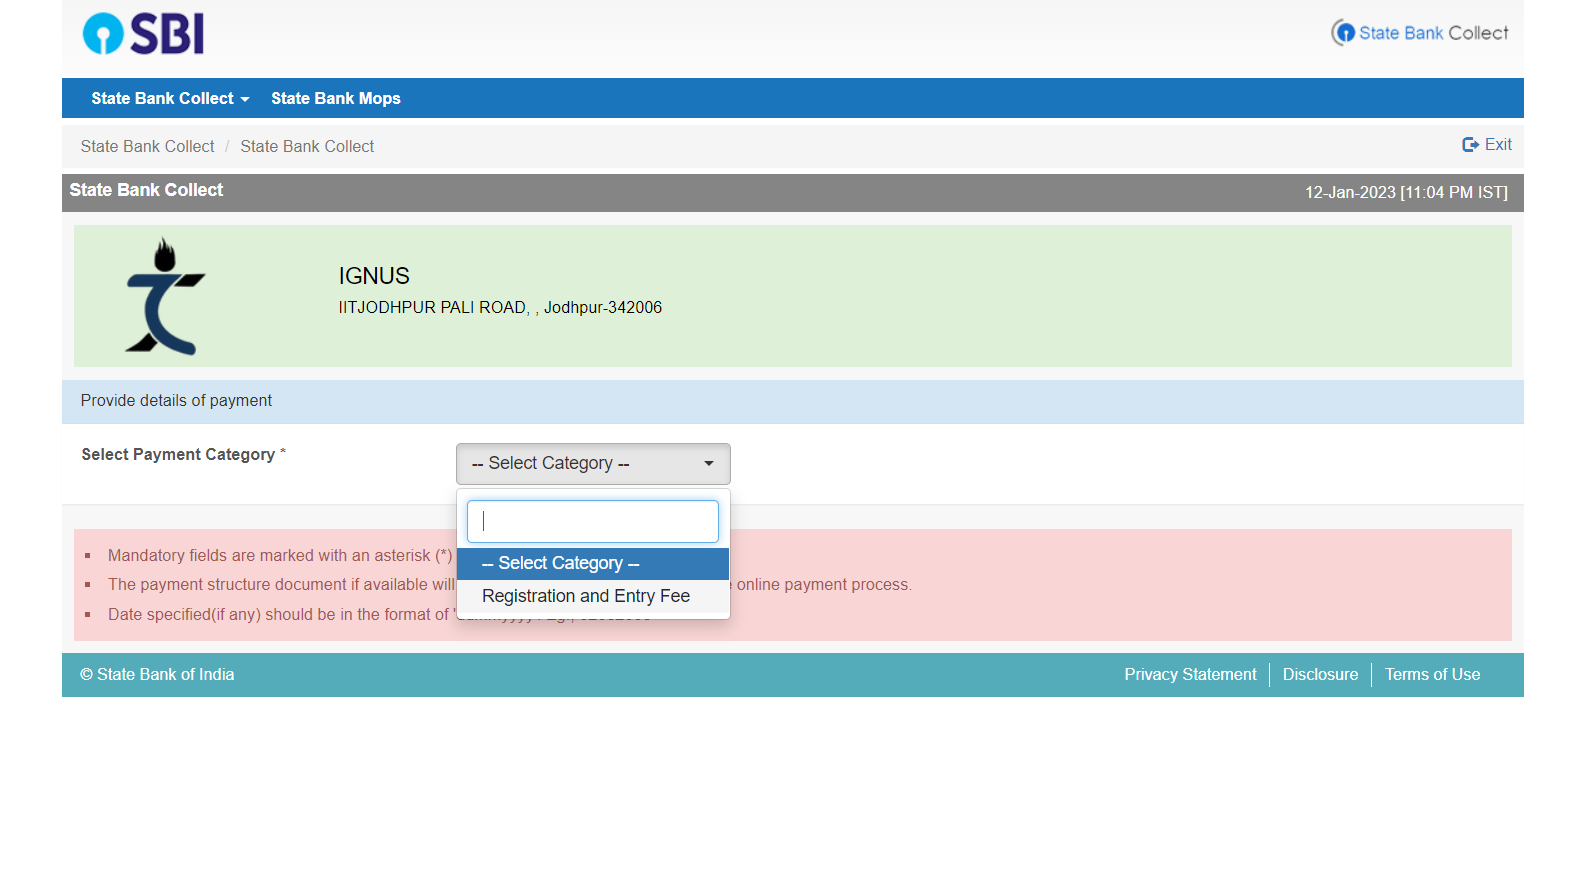 SBI
State Bank Collect
State Bank Collect State Bank Mops
State Bank Collect / State Bank Collect
Exit
State Bank Collect
12-Jan-2023 [11:04 PM IST]
IGNUS
IITJODHPUR PALI ROAD, , Jodhpur-342006
Provide details of payment
Select Payment Category *
-- Select Category --
-- Select Category --
Registration and Entry Fee
Mandatory fields are marked with an asterisk (*)
The payment structure document if available will online payment process.
Date specified(if any) should be in the format of
© State Bank of India
Privacy Statement | Disclosure | Terms of Use